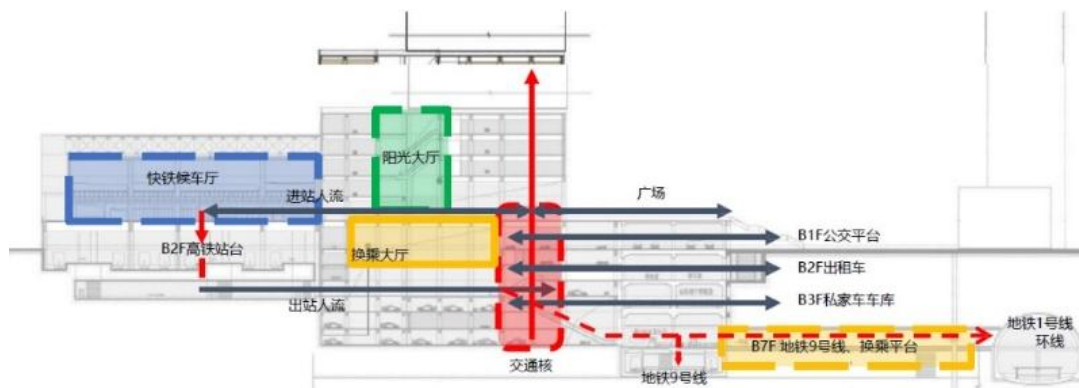 阳光大厅
快铁候车厅
进站人流
广场
B1F公交平台
B2F高铁站台
换乘大厅
B2F出租车
出站人流
B3F私家车车库
地铁1号线
环线
B7F 地铁9号线、换乘平台
交通核
地铁9号线